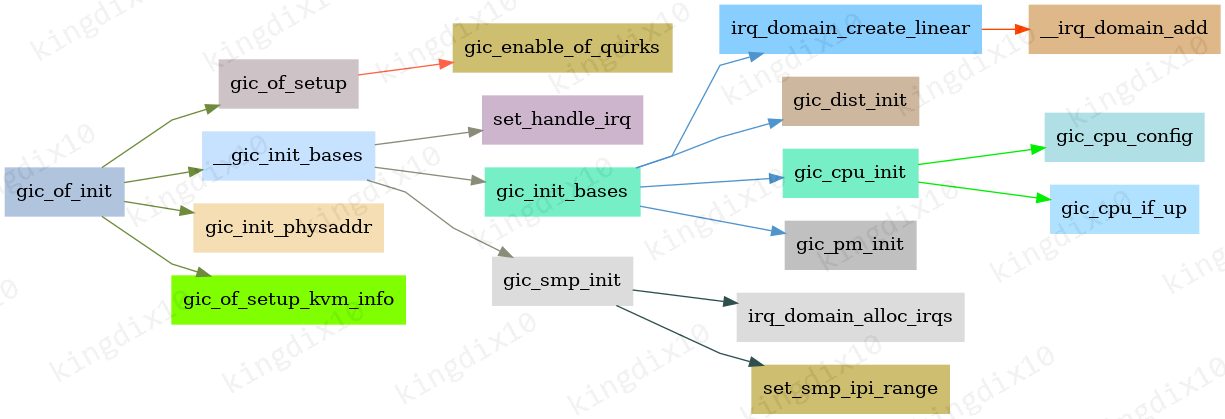 gic_of_init
gic_of_setup
__gic_init_bases
gic_init_physaddr
gic_of_setup_kvm_info
gic_enable_of_quirks
set_handle_irq
gic_init_bases
gic_smp_init
irq_domain_create_linear
gic_dist_init
gic_cpu_init
gic_pm_init
irq_domain_alloc_irqs
set_smp_ipi_range
__irq_domain_add
gic_cpu_config
gic_cpu_if_up
kingdix10